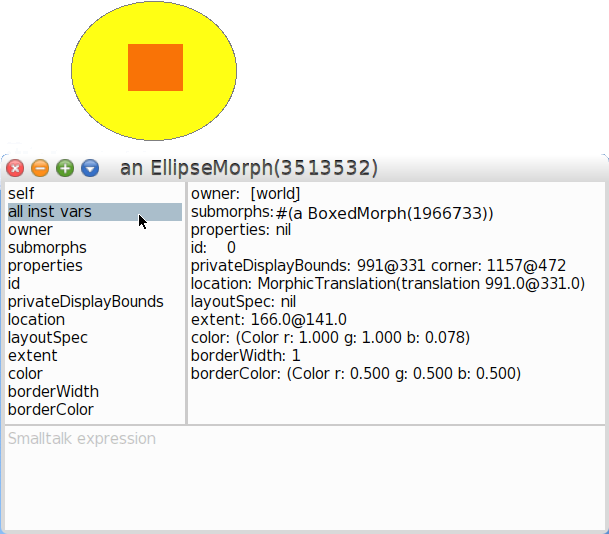 an EllipseMorph(3513532)
self
all inst vars
owner
submorphs
properties
id
privateDisplayBounds
location
layoutSpec
extent
color
borderWidth
borderColor
owner: [world]
submorphs:#(a BoxedMorph(1966733))
properties: nil
id: 0
privateDisplayBounds: 991@331 corner: 1157@472
location: MorphicTranslation(translation 991.0@331.0)
layoutSpec: nil
extent: 166.0@141.0
color: (Color r: 1.000 g: 1.000 b: 0.078)
borderWidth: 1
borderColor: (Color r: 0.500 g: 0.500 b: 0.500)
Smalltalk expression